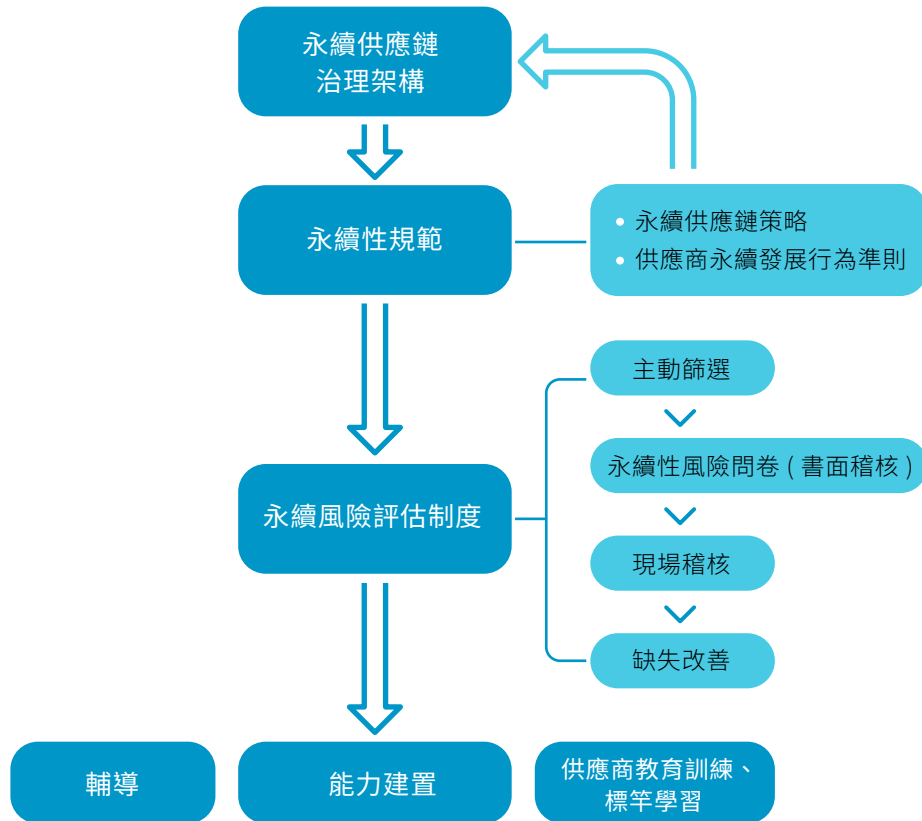 永續供應鏈
治理架構
永續性規範
• 永續供應鏈策略
• 供應商永續發展行為準則
永續風險評估制度
主動篩選
永續性風險問卷 ( 書面稽核 )
現場稽核
缺失改善
輔導
能力建置
供應商教育訓練、
標竿學習